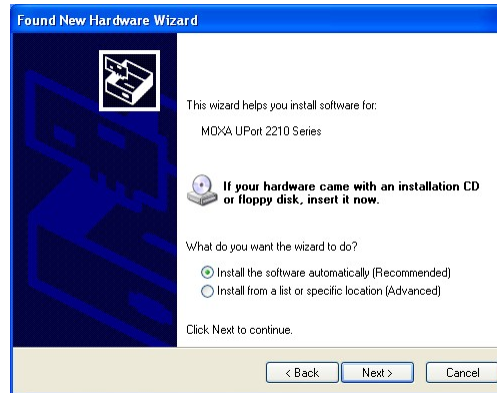 Found New Hardware Wizard
This wizard helps you install software for:
MOXA UPort 2210 Series
If your hardware came with an installation CD
or floppy disk, insert it now.
What do you want the wizard to do?
Install the software automatically (Recommended)
Install from a list or specific location (Advanced)
Click Next to continue.
< Back Next > Cancel